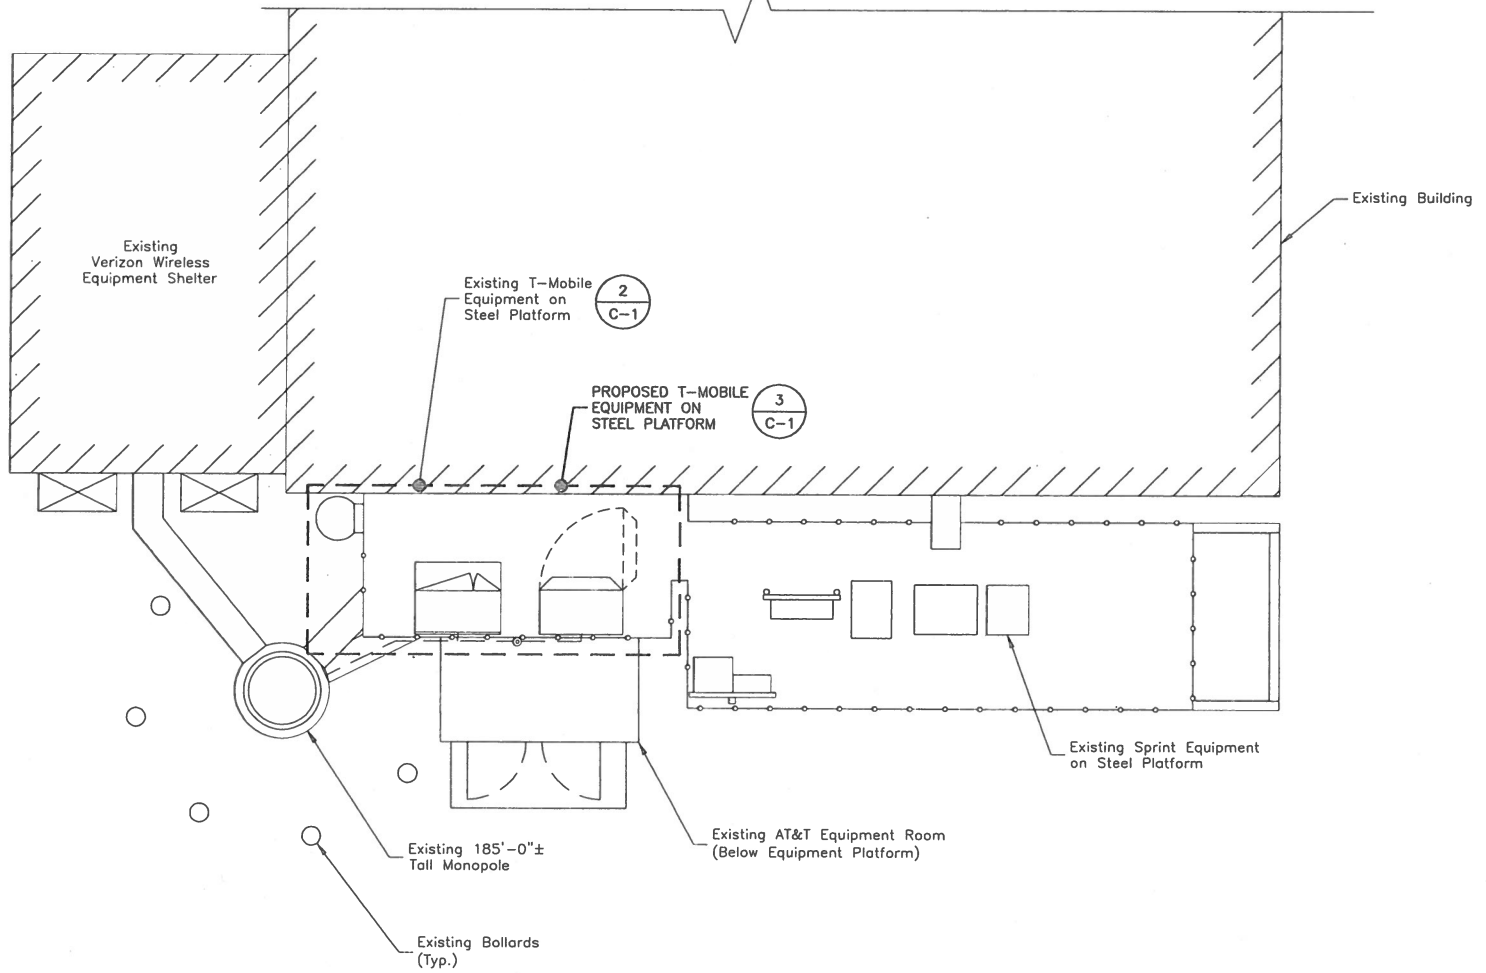 Existing Building
Existing
Verizon Wireless
Equipment Shelter
Existing T-Mobile
Equipment on
Steel Platform
2
C-1
PROPOSED T-MOBILE
EQUIPMENT ON
STEEL PLATFORM
3
C-1
Existing Sprint Equipment
on Steel Platform
Existing AT&T Equipment Room
(Below Equipment Platform)
Existing 185'-0"±
Tall Monopole
Existing Bollards
(Typ.)